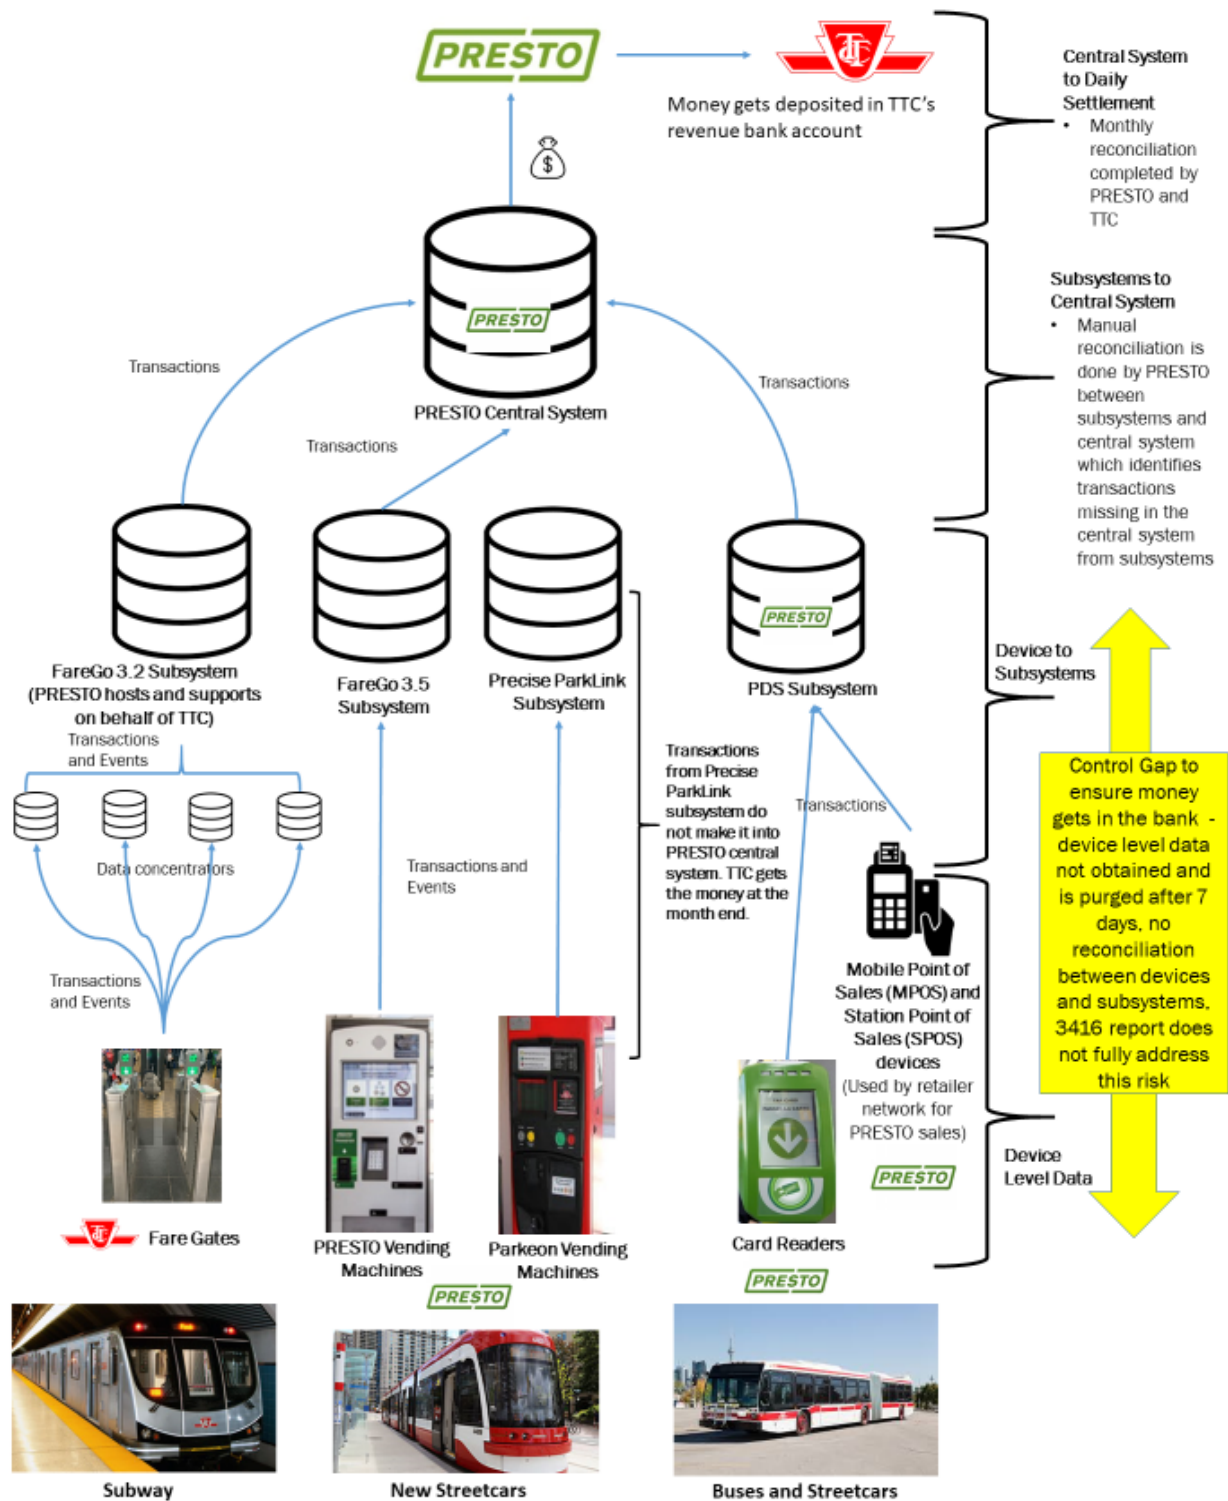 PRESTO
TTC
Money gets deposited in TTC's
revenue bank account
Central System
to Daily
Settlement
• Monthly
reconciliation
completed by
PRESTO and
TTC
$
PRESTO
PRESTO Central System
Transactions
Transactions
Transactions
Subsystems to
Central System
• Manual
reconciliation is
done by PRESTO
between
subsystems and
central system
which identifies
transactions
missing in the
central system
from subsystems
FareGo 3.2 Subsystem
(PRESTO hosts and supports
on behalf of TTC)
FareGo 3.5
Subsystem
Precise ParkLink
Subsystem
PRESTO
PDS Subsystem
Device to
Subsystems
Transactions
and Events
Data concentrators
Transactions
and Events
Transactions and
Events
Transactions
from Precise
ParkLink
subsystem do
not make it into
PRESTO central
system. TTC gets
the money at the
month end.
Transactions
Control Gap to
ensure money
gets in the bank -
device level data
not obtained and
is purged after 7
days, no
reconciliation
between devices
and subsystems,
3416 report does
not fully address
this risk
Mobile Point of
Sales (MPOS) and
Station Point of
Sales (SPOS)
devices
(Used by retailer
network for
PRESTO sales)
PRESTO
Device
Level Data
Fare Gates
PRESTO Vending
Machines
Parkeon Vending
Machines
PRESTO
Card Readers
PRESTO
Subway
New Streetcars
Buses and Streetcars